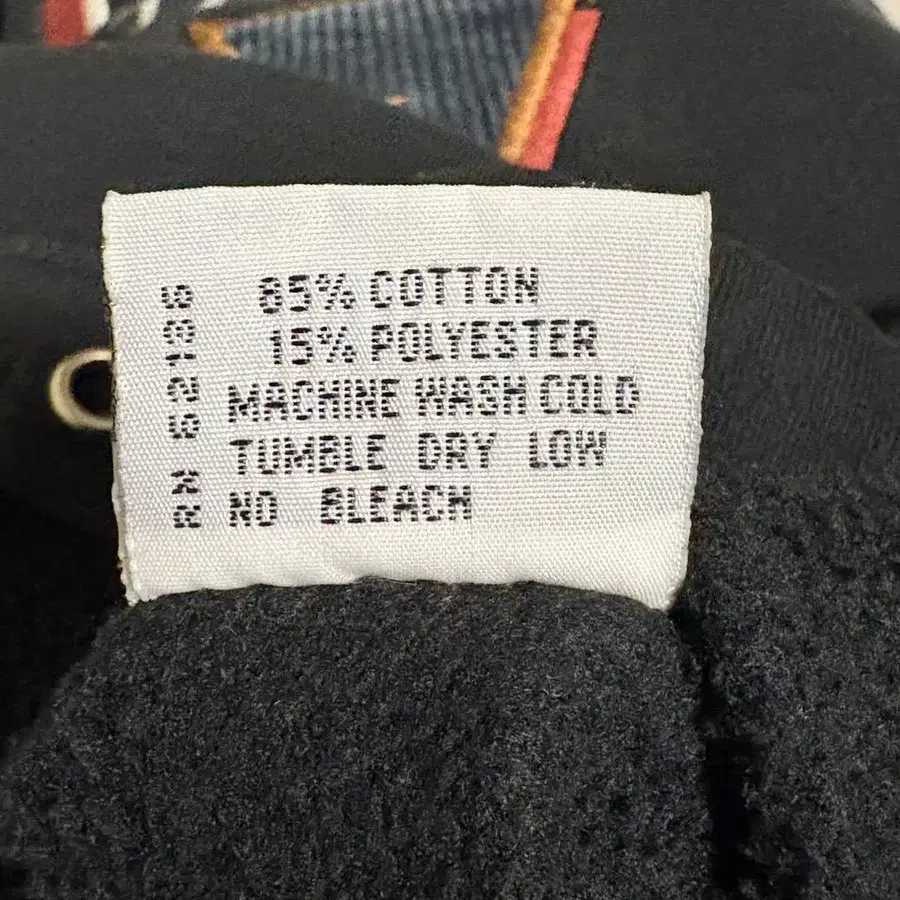 85% COTTON
15% POLYESTER
MACHINE WASH COLD
TUMBLE DRY LOW
NO BLEACH